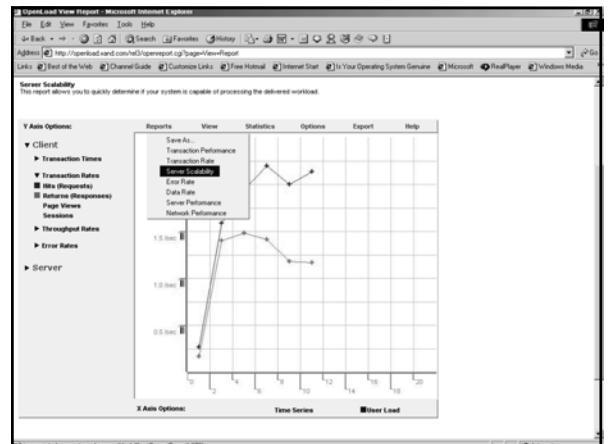 OpenLoad View Report - Microsoft Internet Explorer
File Edit View Favorites Tools Help
Back Search Favorites History
Address http://openload.xand.com/rel3/openreport.cgi?page=View+Report Go
Links Best of the Web Channel Guide Customize Links Free Hotmail Internet Start Is Your Operating System Genuine Microsoft RealPlayer Windows Media
Server Scalability
This report allows you to quickly determine if your system is capable of processing the delivered workload.
Y Axis Options: Reports View Statistics Options Export Help
Client
Transaction Times
Transaction Rates
Hits (Requests)
Returns (Responses)
Page Views
Sessions
Throughput Rates
Error Rates
Server
Save As...
Transaction Performance
Transaction Rate
Server Scalability
Error Rate
Data Rate
Server Performance
Network Performance
1.5 /sec
1.0 /sec
0.5 /sec
0 2 4 6 8 10 12 14 16 18 20
X Axis Options: Time Series User Load